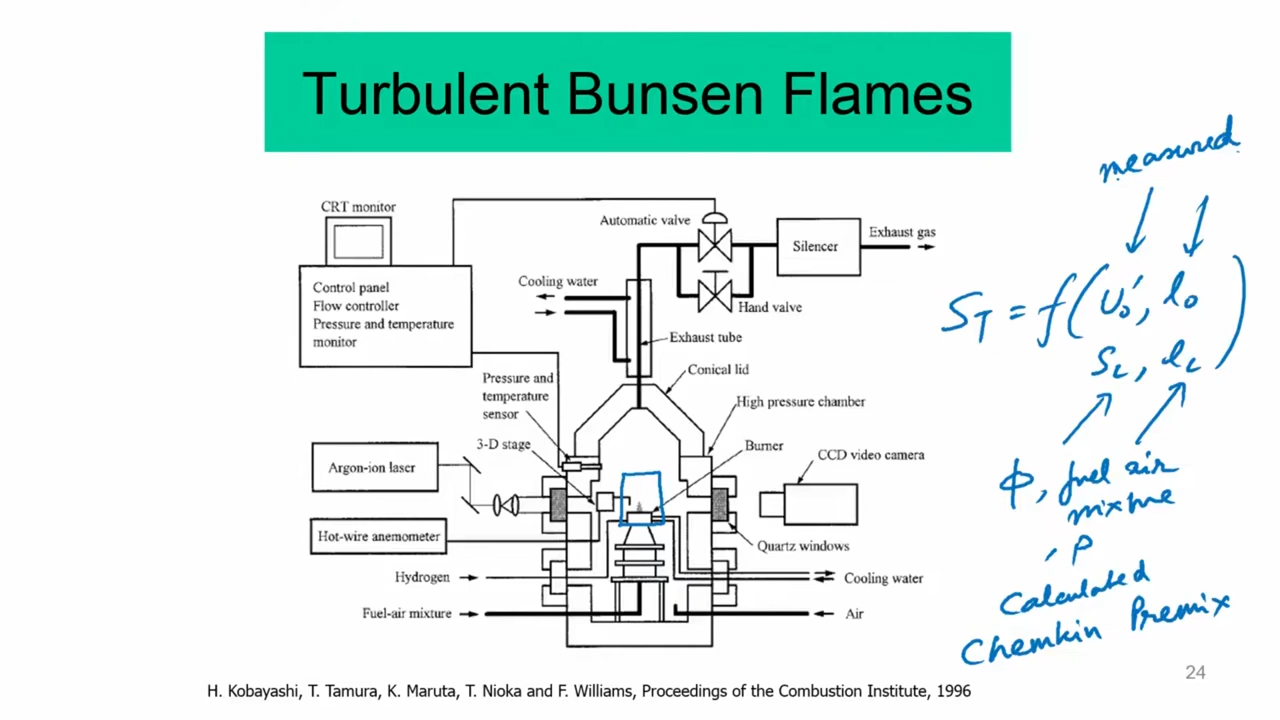 Turbulent Bunsen Flames
CRT monitor
Control panel
Flow controller
Pressure and temperature
monitor
Automatic valve
Silencer
Exhaust gas
Cooling water
Hand valve
Exhaust tube
Pressure and
temperature
sensor
Conical lid
High pressure chamber
3-D stage
Burner
CCD video camera
Argon-ion laser
Hot-wire anemometer
Quartz windows
Hydrogen
Cooling water
Fuel-air mixture
Air
measured
S_T = f(u₀', l₀
S_L, l_L)
ϕ, fuel air
mixture
, P
Calculated
Chemkin Premix
H. Kobayashi, T. Tamura, K. Maruta, T. Nioka and F. Williams, Proceedings of the Combustion Institute, 1996
24